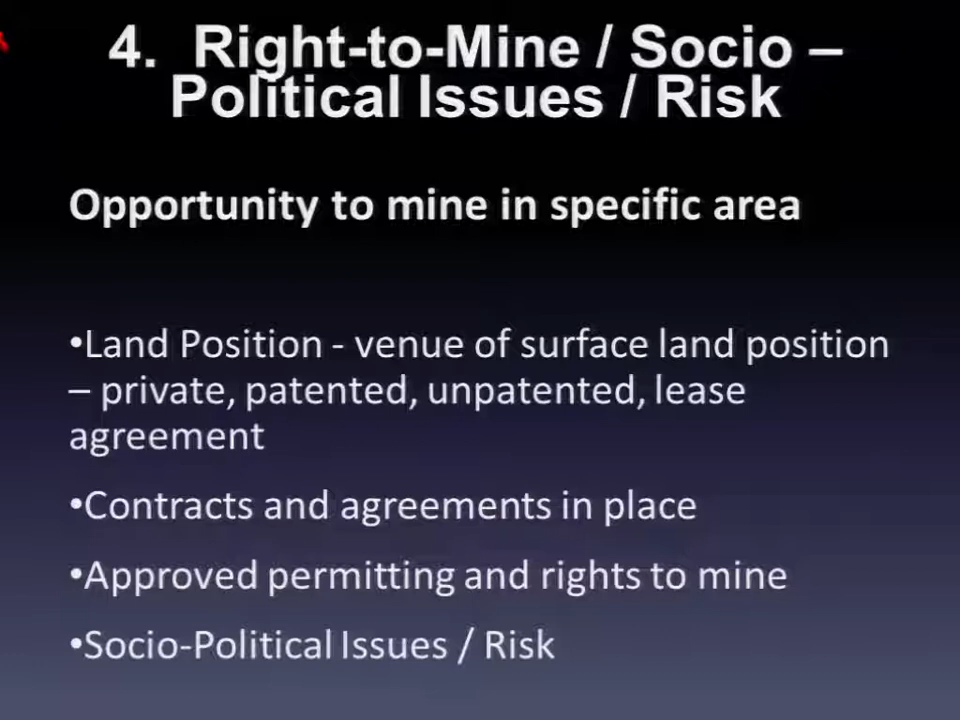 4. Right-to-Mine / Socio –
Political Issues / Risk
Opportunity to mine in specific area
•Land Position - venue of surface land position
– private, patented, unpatented, lease
agreement
•Contracts and agreements in place
•Approved permitting and rights to mine
•Socio-Political Issues / Risk